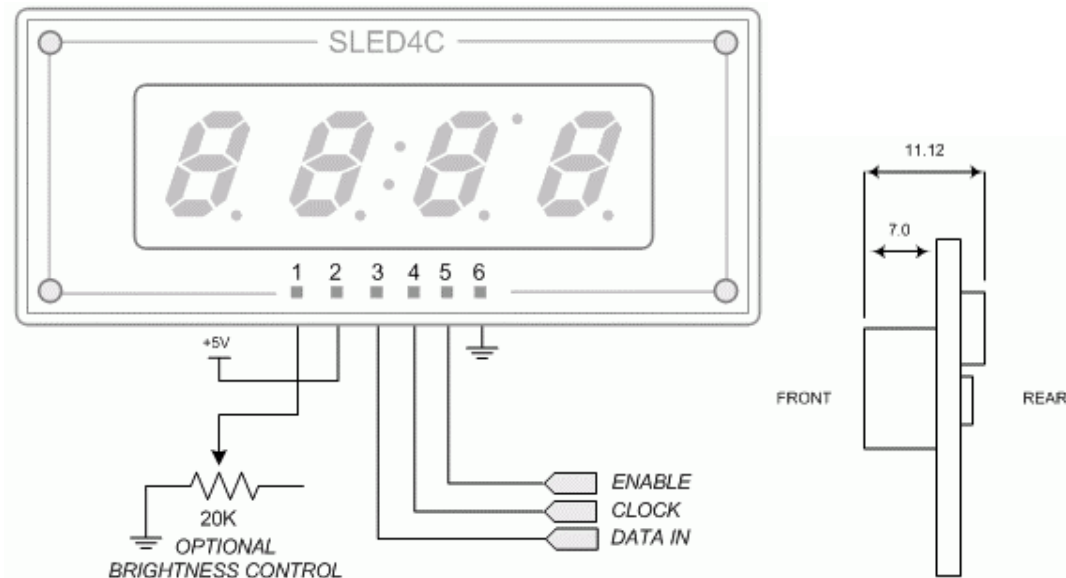 SLED4C
1 2 3 4 5 6
+5V
20K
OPTIONAL
BRIGHTNESS CONTROL
ENABLE
CLOCK
DATA IN
11.12
7.0
FRONT
REAR